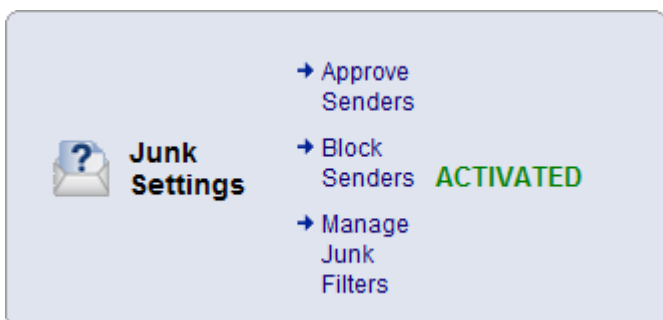 ?
Junk
Settings
Approve
Senders
Block
Senders
ACTIVATED
Manage
Junk
Filters